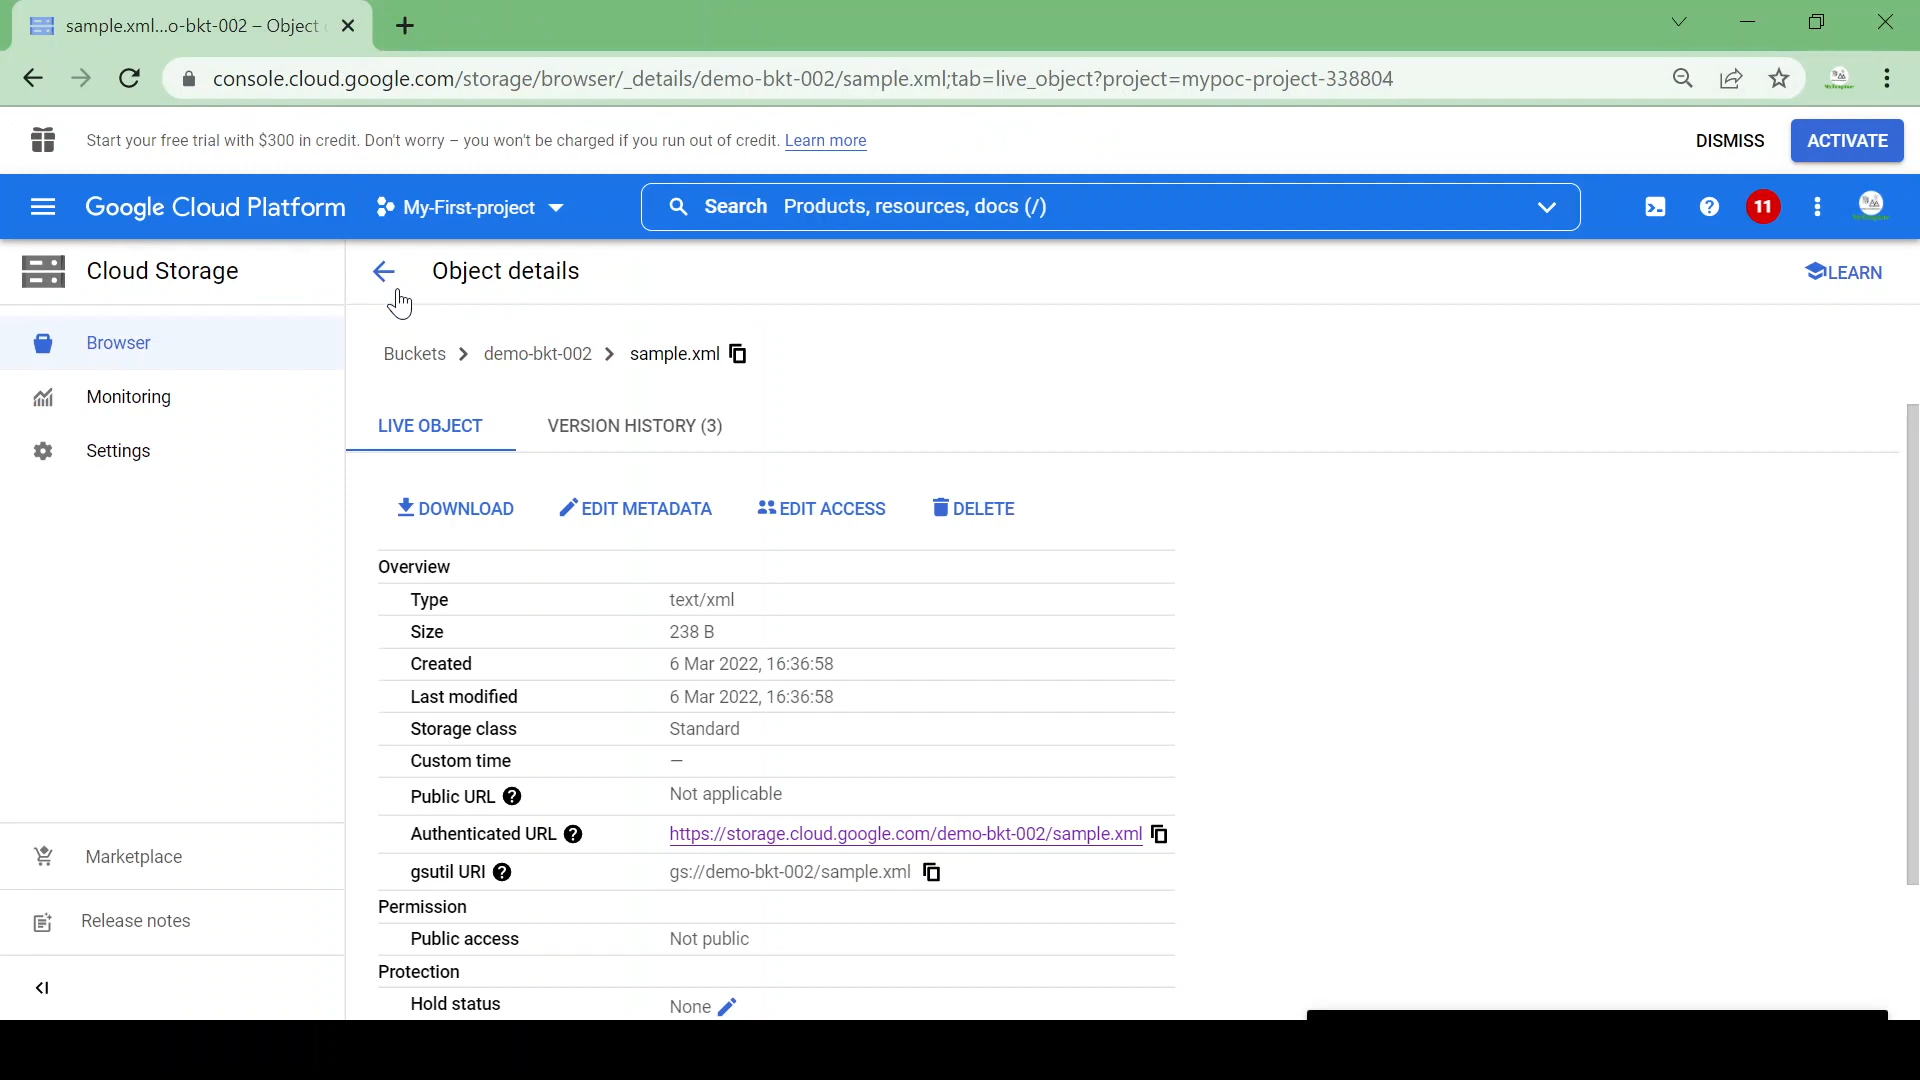 sample.xml...o-bkt-002 – Object
console.cloud.google.com/storage/browser/_details/demo-bkt-002/sample.xml;tab=live_object?project=mypoc-project-338804
Start your free trial with $300 in credit. Don't worry – you won't be charged if you run out of credit. Learn more
DISMISS
ACTIVATE
Google Cloud Platform
My-First-project
Search Products, resources, docs (/)
11
Cloud Storage
Object details
LEARN
Browser
Monitoring
Settings
Marketplace
Release notes
Buckets
demo-bkt-002
sample.xml
LIVE OBJECT
VERSION HISTORY (3)
DOWNLOAD
EDIT METADATA
EDIT ACCESS
DELETE
Overview
Type text/xml
Size 238 B
Created 6 Mar 2022, 16:36:58
Last modified 6 Mar 2022, 16:36:58
Storage class Standard
Custom time —
Public URL Not applicable
Authenticated URL https://storage.cloud.google.com/demo-bkt-002/sample.xml
gsutil URI gs://demo-bkt-002/sample.xml
Permission
Public access Not public
Protection
Hold status None